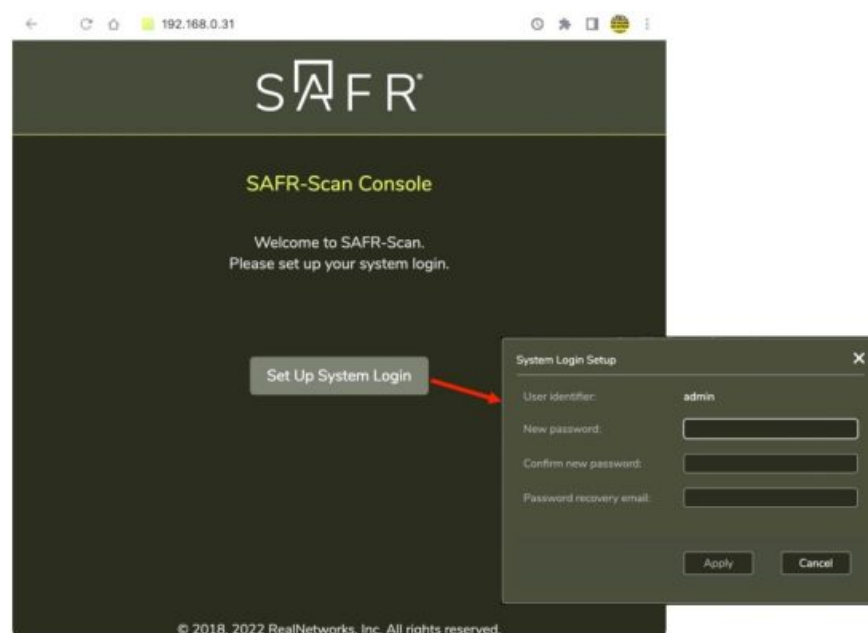 192.168.0.31
SAFR®
SAFR-Scan Console
Welcome to SAFR-Scan.
Please set up your system login.
Set Up System Login
System Login Setup
User identifier: admin
New password:
Confirm new password:
Password recovery email:
Apply Cancel
© 2018, 2022 RealNetworks, Inc. All rights reserved.